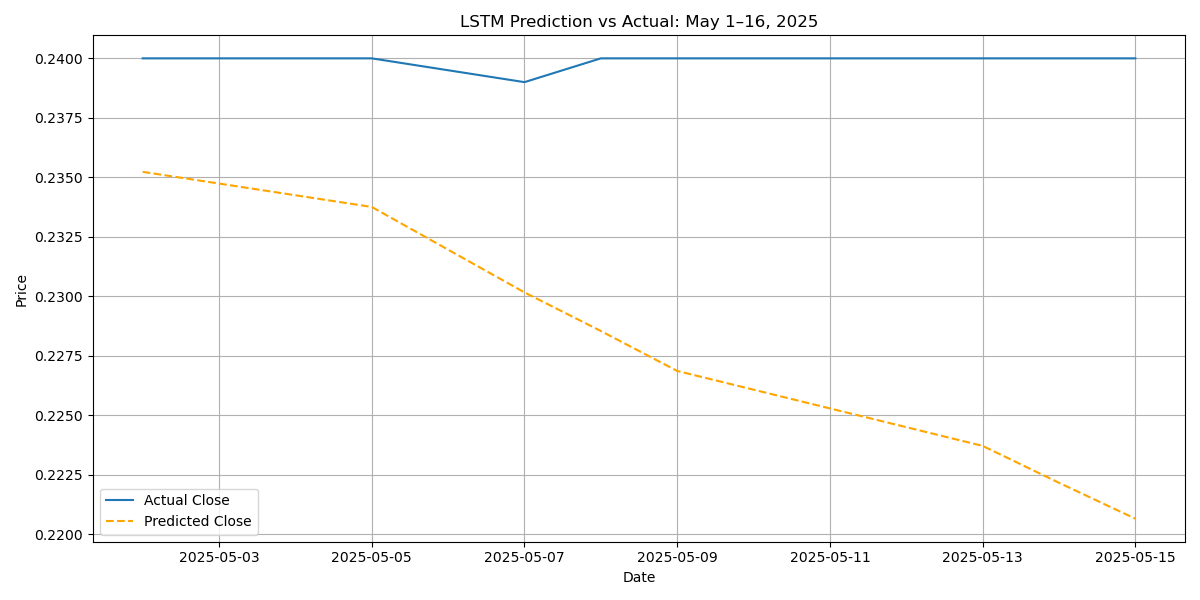 LSTM Prediction vs Actual: May 1–16, 2025
0.2400
0.2375
0.2350
0.2325
0.2300
0.2275
0.2250
0.2225
0.2200
Price
Actual Close
Predicted Close
2025-05-03 2025-05-05 2025-05-07 2025-05-09 2025-05-11 2025-05-13 2025-05-15
Date